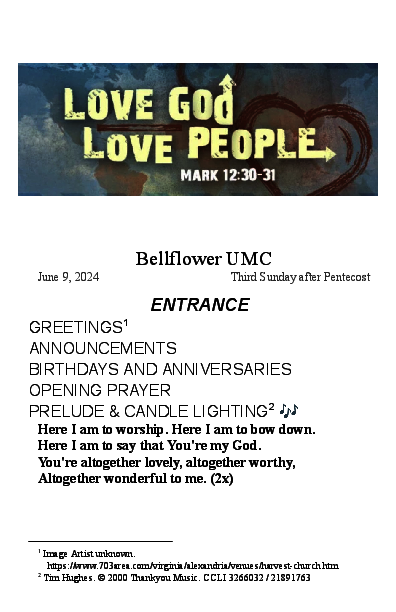 LOVE GOD
LOVE PEOPLE
MARK 12:30-31
Bellflower UMC
June 9, 2024 Third Sunday after Pentecost
ENTRANCE
GREETINGS¹
ANNOUNCEMENTS
BIRTHDAYS AND ANNIVERSARIES
OPENING PRAYER
PRELUDE & CANDLE LIGHTING² 🎶
Here I am to worship. Here I am to bow down.
Here I am to say that You're my God.
You're altogether lovely, altogether worthy,
Altogether wonderful to me. (2x)
¹ Image Artist unknown.
https://www.703area.com/virginia/alexandria/venues/harvest-church.htm
² Tim Hughes. © 2000 Thankyou Music. CCLI 3266032 / 21891763